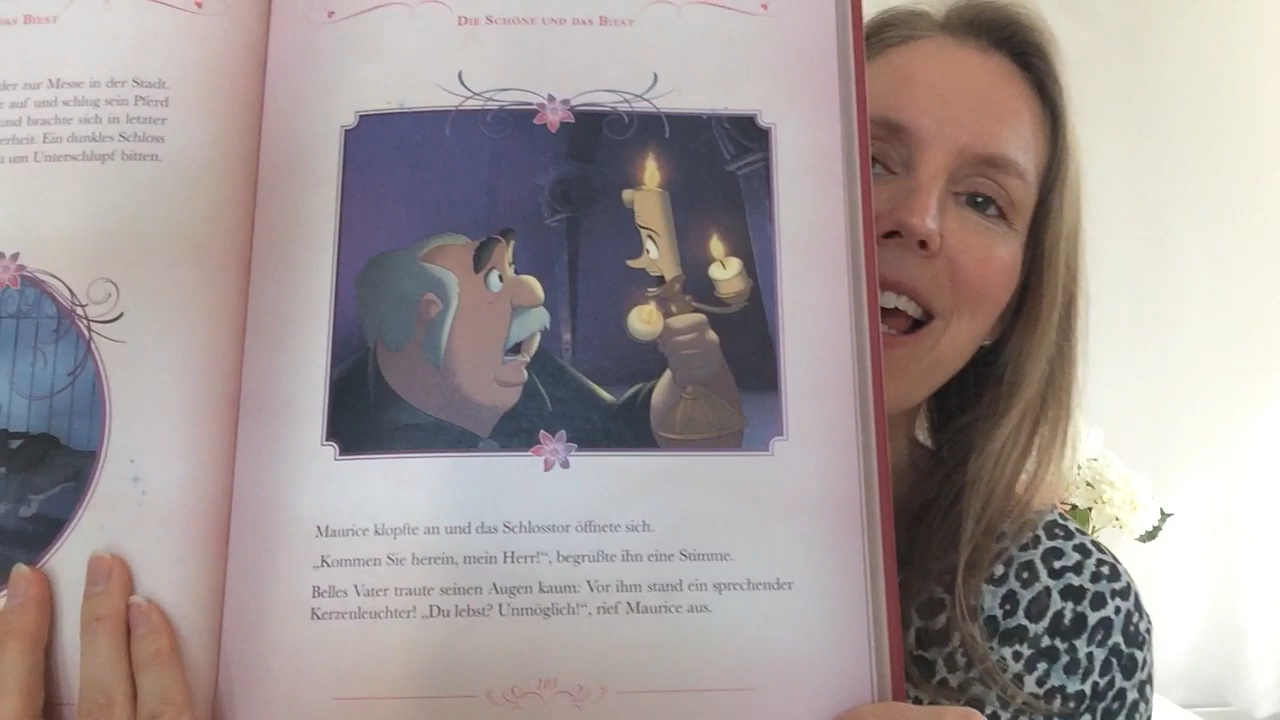 DAS BIEST
der zur Messe in der Stadt.
auf und schlug sein Pferd
und brachte sich in letzter
Ein dunkles Schloss
um Unterschlupf bitten.
DIE SCHÖNE UND DAS BIEST
Maurice klopfte an und das Schlosstor öffnete sich.
„Kommen Sie herein, mein Herr!“, begrüßte ihn eine Stimme.
Belles Vater traute seinen Augen kaum: Vor ihm stand ein sprechender
Kerzenleuchter! „Du lebst? Unmöglich!“, rief Maurice aus.
183